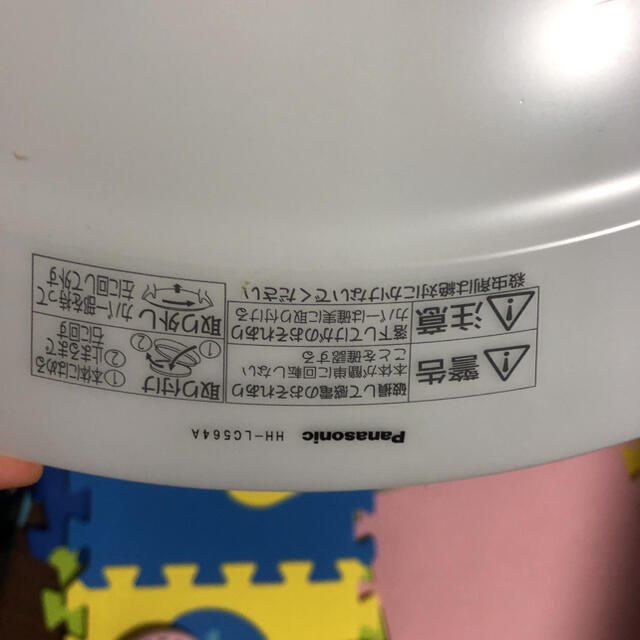 Panasonic HH-LC564A
警告
破損して感電のおそれあり
本体が簡単に回転しない
ことを確認する
注意
落下してけがのおそれあり
カバーは確実に取り付ける
殺虫剤は絶対にかけないでください
取り付け
① ②
①本体にはめる
②止まるまで
右に回す
取り外し
カバー端を持って
左に回して外す